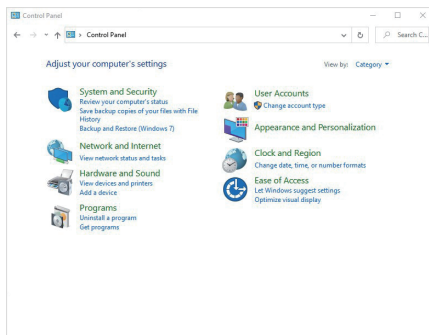 Control Panel
Control Panel
Search C...
Adjust your computer's settings
View by: Category
System and Security
Review your computer's status
Save backup copies of your files with File
History
Backup and Restore (Windows 7)
Network and Internet
View network status and tasks
Hardware and Sound
View devices and printers
Add a device
Programs
Uninstall a program
Get programs
User Accounts
Change account type
Appearance and Personalization
Clock and Region
Change date, time, or number formats
Ease of Access
Let Windows suggest settings
Optimize visual display